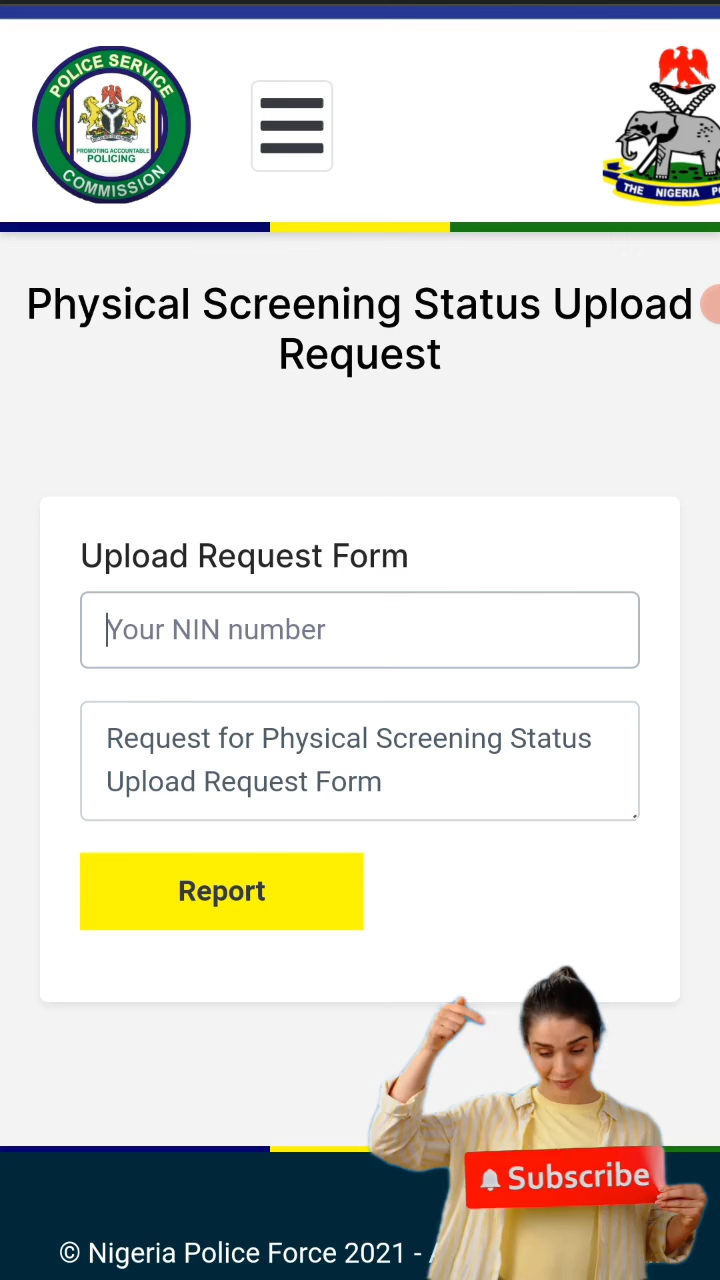 POLICE SERVICE
PROMOTING ACCOUNTABLE
POLICING
COMMISSION
THE NIGERIA
Physical Screening Status Upload
Request
Upload Request Form
Your NIN number
Request for Physical Screening Status
Upload Request Form
Report
Subscribe
© Nigeria Police Force 2021 -